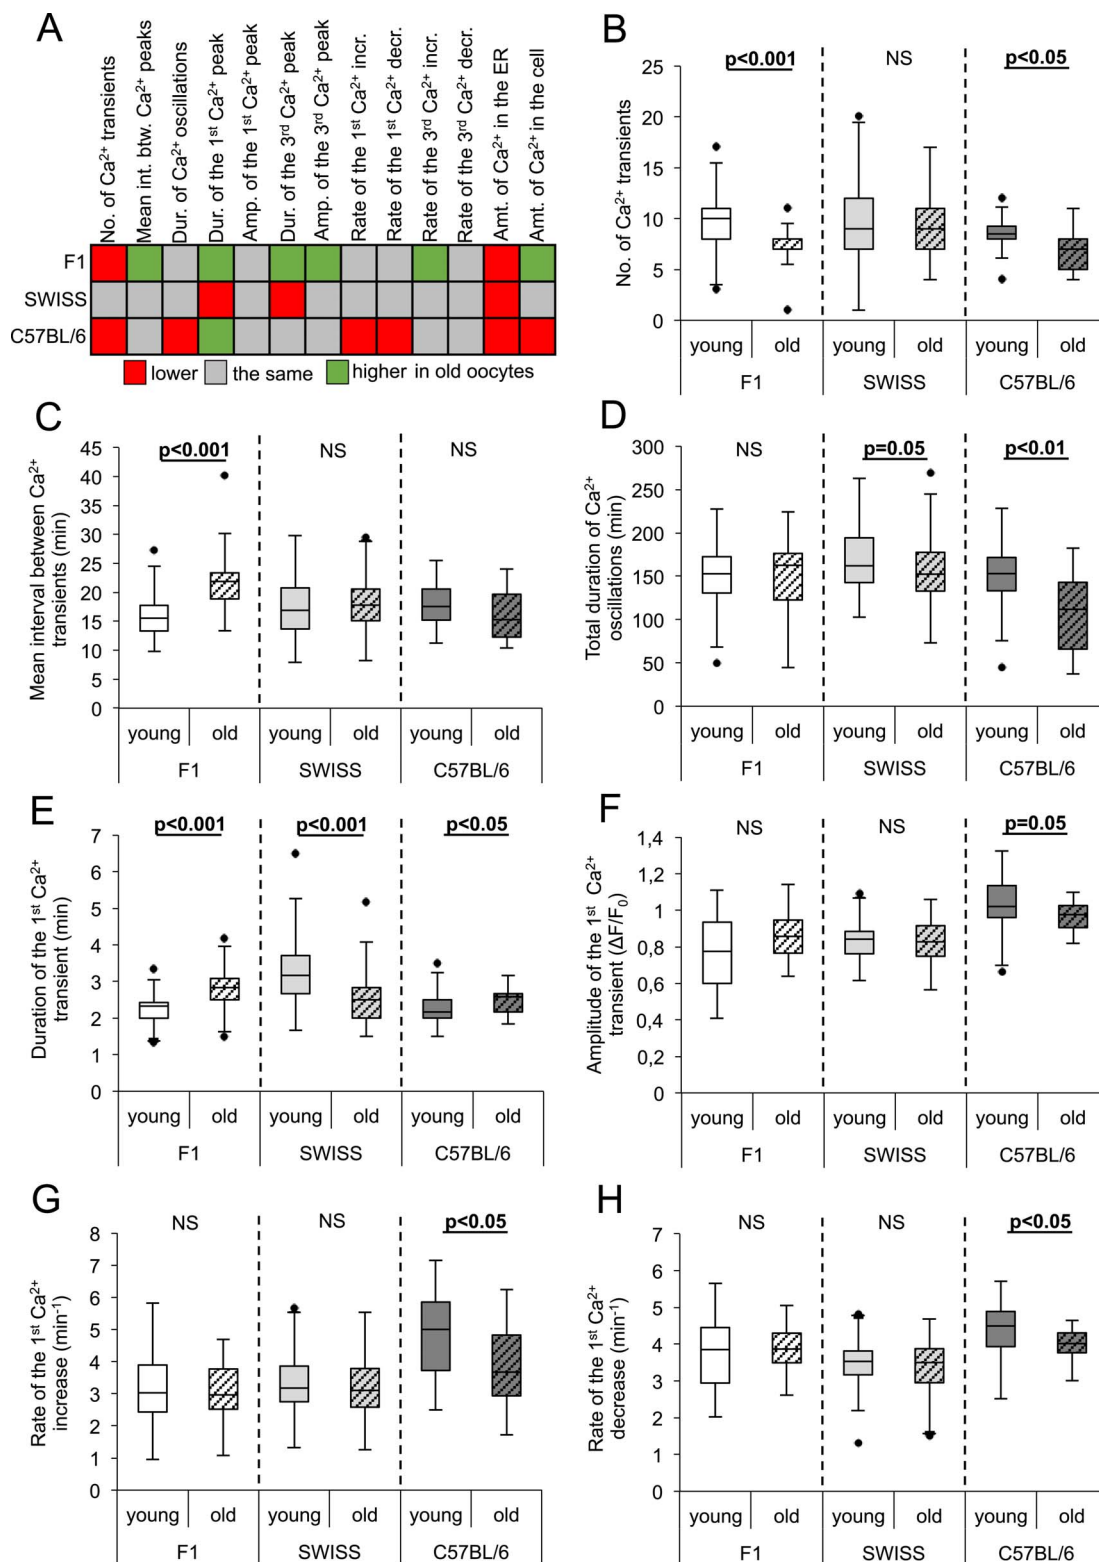 A
No. of Ca²⁺ transients
Mean int. btw. Ca²⁺ peaks
Dur. of Ca²⁺ oscillations
Dur. of the 1ˢᵗ Ca²⁺ peak
Amp. of the 1ˢᵗ Ca²⁺ peak
Dur. of the 3ʳᵈ Ca²⁺ peak
Amp. of the 3ʳᵈ Ca²⁺ peak
Rate of the 1ˢᵗ Ca²⁺ incr.
Rate of the 1ˢᵗ Ca²⁺ decr.
Rate of the 3ʳᵈ Ca²⁺ incr.
Rate of the 3ʳᵈ Ca²⁺ decr.
Amt. of Ca²⁺ in the ER
Amt. of Ca²⁺ in the cell
F1
SWISS
C57BL/6
lower the same higher in old oocytes
B
p<0.001 NS p<0.05
No. of Ca²⁺ transients
25
20
15
10
5
0
young old young old young old
F1 SWISS C57BL/6
C
p<0.001 NS NS
Mean interval between Ca²⁺
transients (min)
45
40
35
30
25
20
15
10
5
0
young old young old young old
F1 SWISS C57BL/6
D
NS p=0.05 p<0.01
Total duration of Ca²⁺
oscillations (min)
300
250
200
150
100
50
0
young old young old young old
F1 SWISS C57BL/6
E
p<0.001 p<0.001 p<0.05
Duration of the 1ˢᵗ Ca²⁺
transient (min)
7
6
5
4
3
2
1
0
young old young old young old
F1 SWISS C57BL/6
F
NS NS p=0.05
Amplitude of the 1ˢᵗ Ca²⁺
transient (ΔF/F₀)
1,4
1,2
1
0,8
0,6
0,4
0,2
0
young old young old young old
F1 SWISS C57BL/6
G
NS NS p<0.05
Rate of the 1ˢᵗ Ca²⁺
increase (min⁻¹)
8
7
6
5
4
3
2
1
0
young old young old young old
F1 SWISS C57BL/6
H
NS NS p<0.05
Rate of the 1ˢᵗ Ca²⁺
decrease (min⁻¹)
7
6
5
4
3
2
1
0
young old young old young old
F1 SWISS C57BL/6